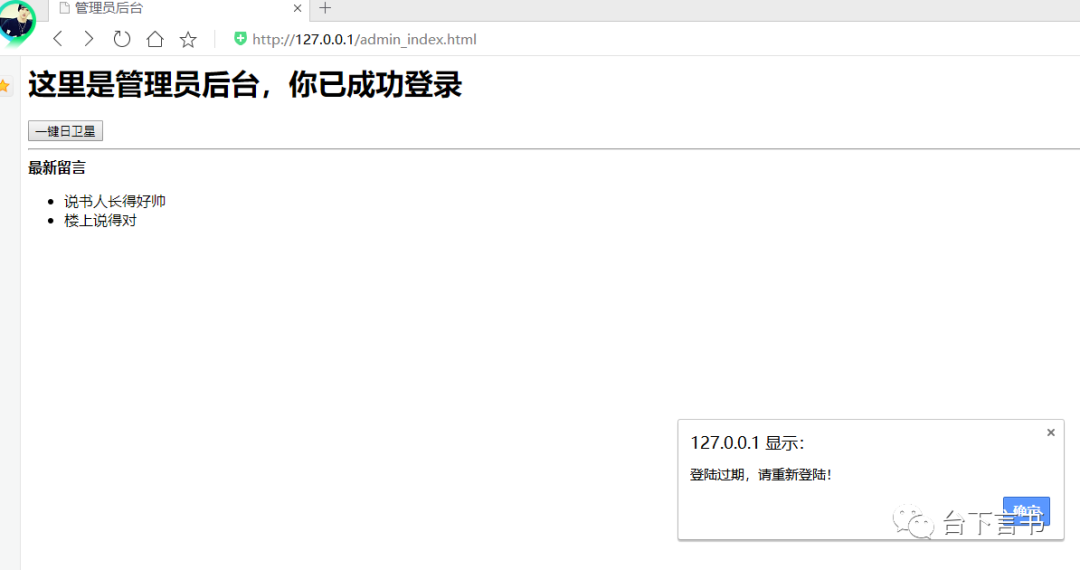 管理员后台
http://127.0.0.1/admin_index.html
这里是管理员后台，你已成功登录
一键日卫星
最新留言
说书人长得好帅
楼上说得对
127.0.0.1 显示：
登陆过期，请重新登陆！
确定
台下言书